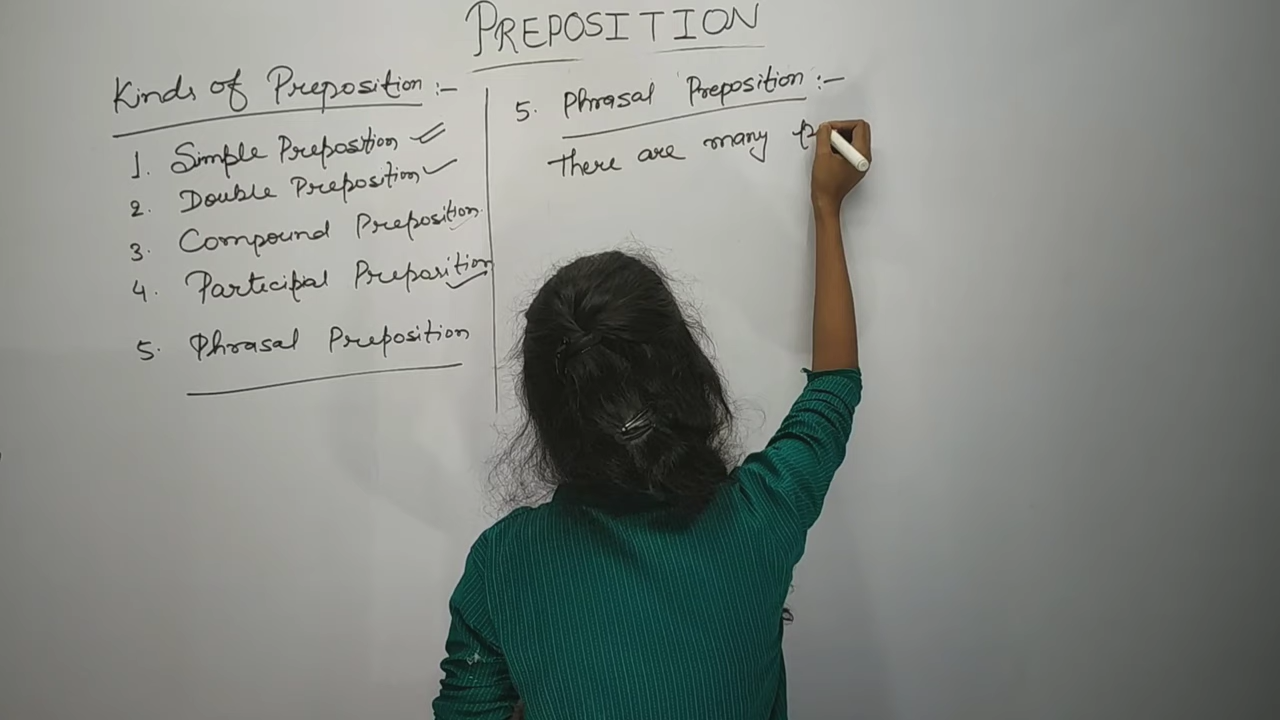 PREPOSITION
Kinds of Preposition :-
1. Simple Preposition
2. Double Preposition
3. Compound Preposition
4. Partecipal Preposition
5. Phrasal Preposition
5. Phrasal Preposition :-
There are many